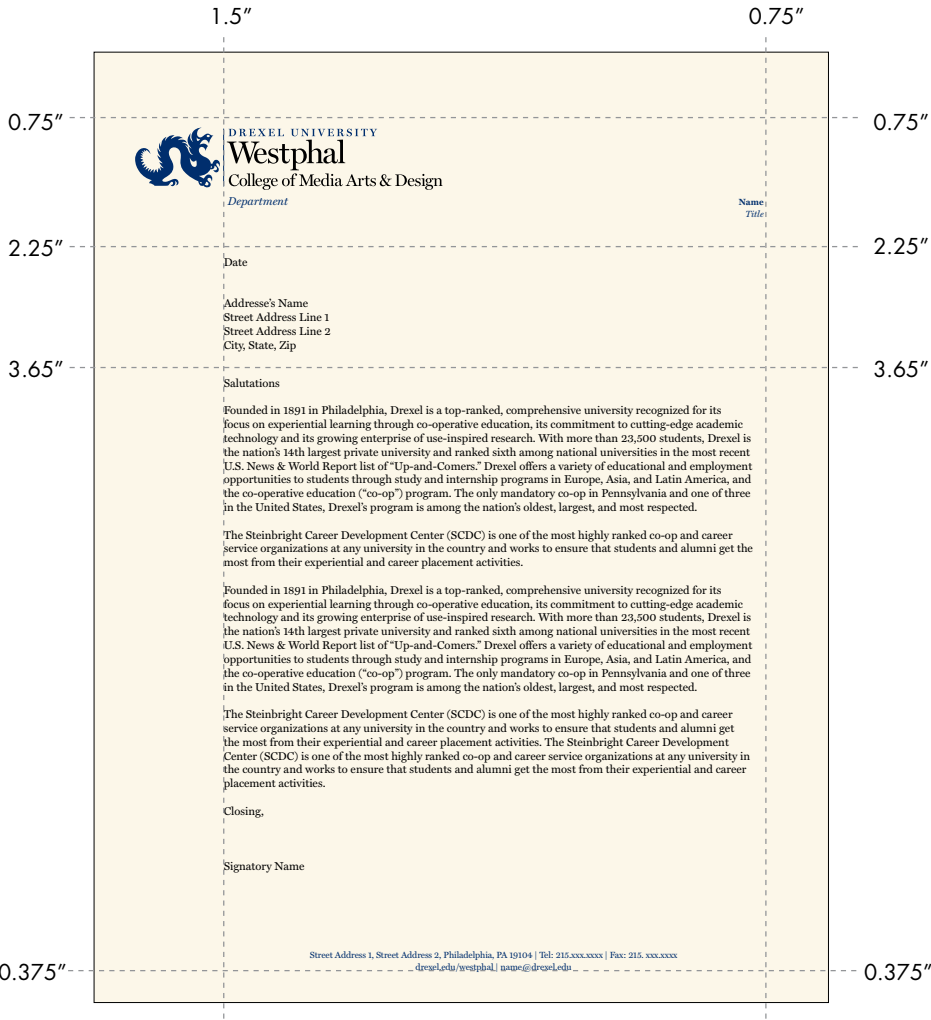 1.5″ 0.75″
0.75″ 0.75″
DREXEL UNIVERSITY
Westphal
College of Media Arts & Design
Department
Name
Title
2.25″ 2.25″
Date
Addresse’s Name
Street Address Line 1
Street Address Line 2
City, State, Zip
3.65″ 3.65″
Salutations
Founded in 1891 in Philadelphia, Drexel is a top-ranked, comprehensive university recognized for its
focus on experiential learning through co-operative education, its commitment to cutting-edge academic
technology and its growing enterprise of use-inspired research. With more than 23,500 students, Drexel is
the nation’s 14th largest private university and ranked sixth among national universities in the most recent
U.S. News & World Report list of “Up-and-Comers.” Drexel offers a variety of educational and employment
opportunities to students through study and internship programs in Europe, Asia, and Latin America, and
the co-operative education (“co-op”) program. The only mandatory co-op in Pennsylvania and one of three
in the United States, Drexel’s program is among the nation’s oldest, largest, and most respected.
The Steinbright Career Development Center (SCDC) is one of the most highly ranked co-op and career
service organizations at any university in the country and works to ensure that students and alumni get the
most from their experiential and career placement activities.
Founded in 1891 in Philadelphia, Drexel is a top-ranked, comprehensive university recognized for its
focus on experiential learning through co-operative education, its commitment to cutting-edge academic
technology and its growing enterprise of use-inspired research. With more than 23,500 students, Drexel is
the nation’s 14th largest private university and ranked sixth among national universities in the most recent
U.S. News & World Report list of “Up-and-Comers.” Drexel offers a variety of educational and employment
opportunities to students through study and internship programs in Europe, Asia, and Latin America, and
the co-operative education (“co-op”) program. The only mandatory co-op in Pennsylvania and one of three
in the United States, Drexel’s program is among the nation’s oldest, largest, and most respected.
The Steinbright Career Development Center (SCDC) is one of the most highly ranked co-op and career
service organizations at any university in the country and works to ensure that students and alumni get
the most from their experiential and career placement activities. The Steinbright Career Development
Center (SCDC) is one of the most highly ranked co-op and career service organizations at any university in
the country and works to ensure that students and alumni get the most from their experiential and career
placement activities.
Closing,
Signatory Name
Street Address 1, Street Address 2, Philadelphia, PA 19104 | Tel: 215.xxx.xxxx | Fax: 215. xxx.xxxx
drexel.edu/westphal | name@drexel.edu
0.375″ 0.375″